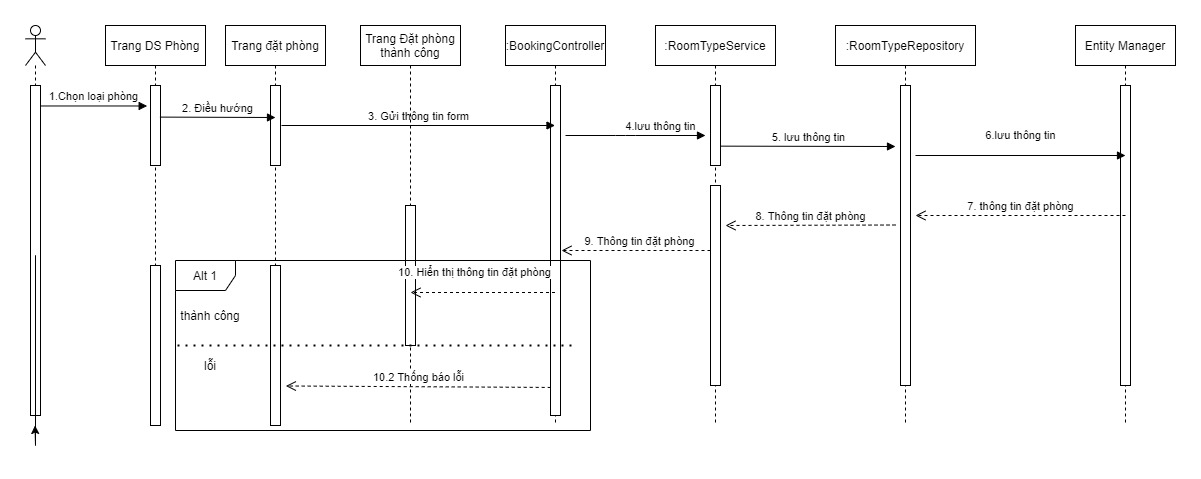 Trang DS Phòng
Trang đặt phòng
Trang Đặt phòng
thành công
:BookingController
:RoomTypeService
:RoomTypeRepository
Entity Manager
1.Chọn loại phòng
2. Điều hướng
3. Gửi thông tin form
4.lưu thông tin
5. lưu thông tin
6.lưu thông tin
7. thông tin đặt phòng
8. Thông tin đặt phòng
9. Thông tin đặt phòng
Alt 1
10. Hiển thị thông tin đặt phòng
thành công
lỗi
10.2 Thông báo lỗi